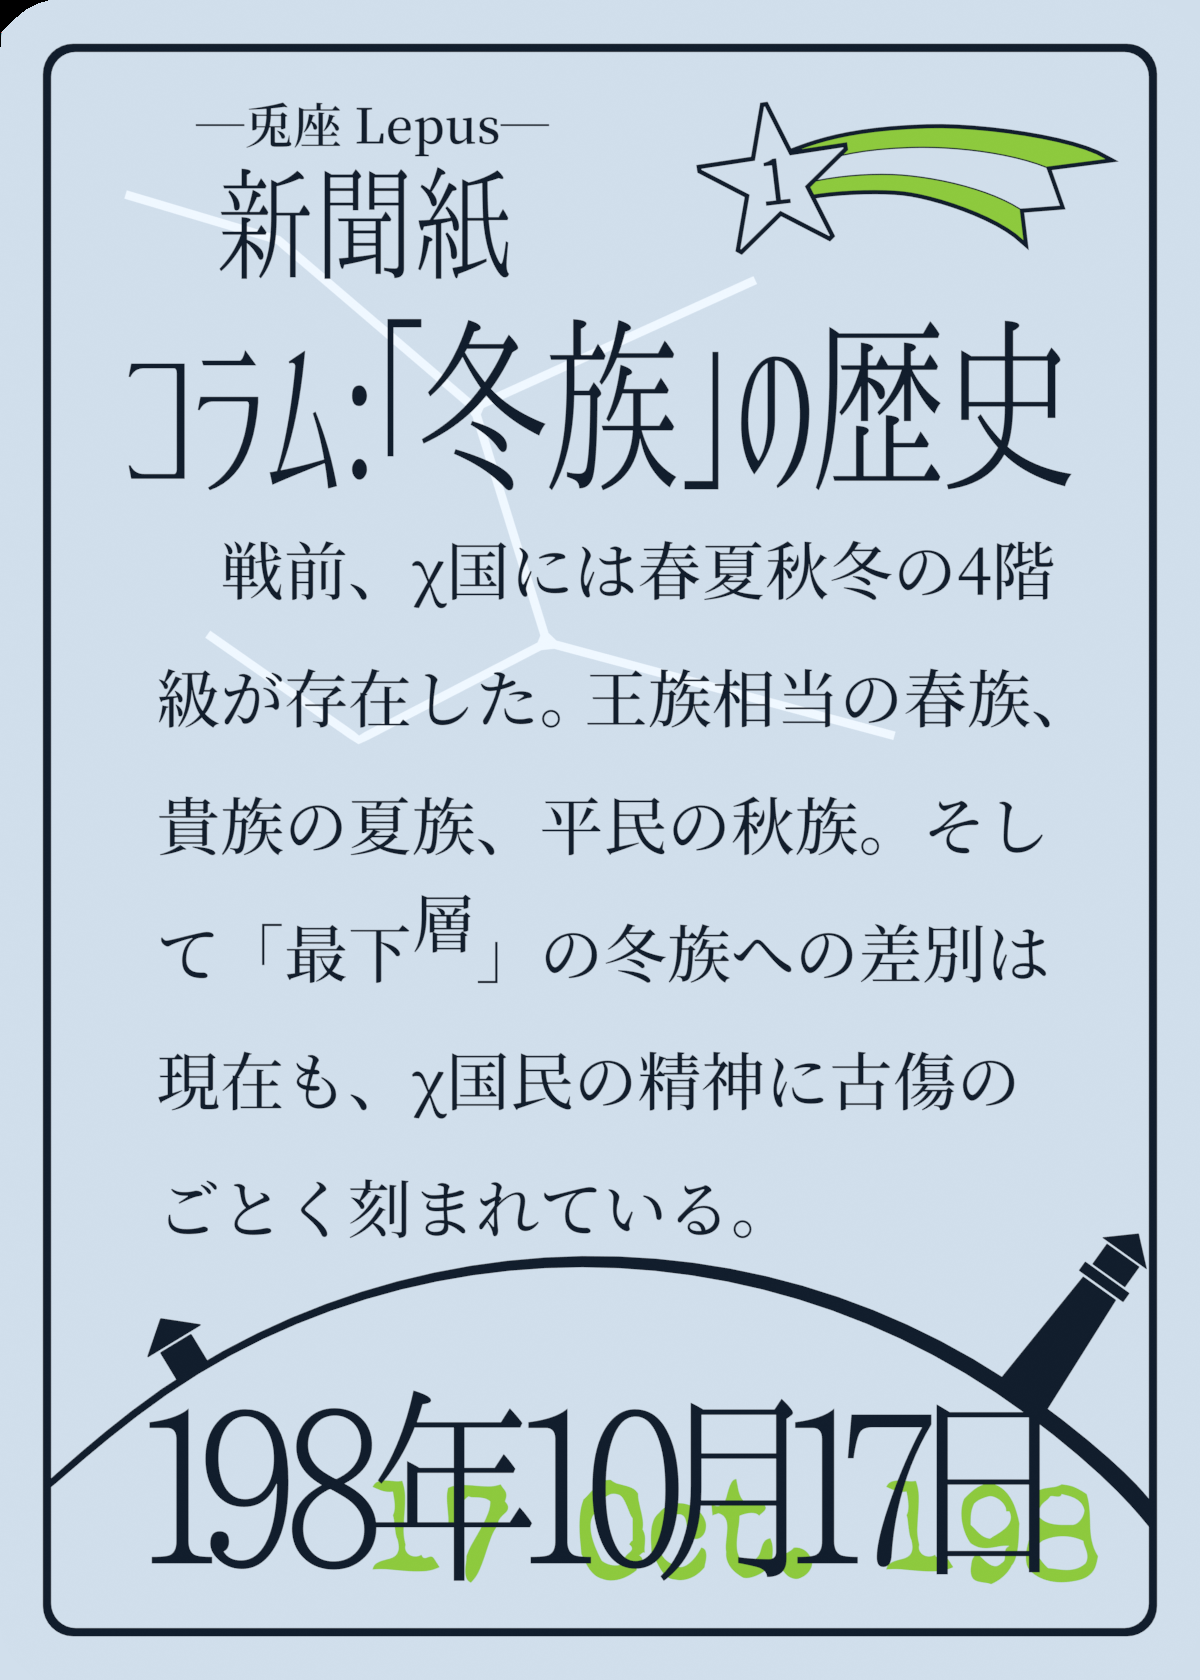 —兎座 Lepus—
1
新聞紙
コラム:「冬族」の歴史
戦前、χ国には春夏秋冬の4階
級が存在した。王族相当の春族、
貴族の夏族、平民の秋族。そし
て「最下層」の冬族への差別は
現在も、χ国民の精神に古傷の
ごとく刻まれている。
198年10月17日
17 Oct. 198